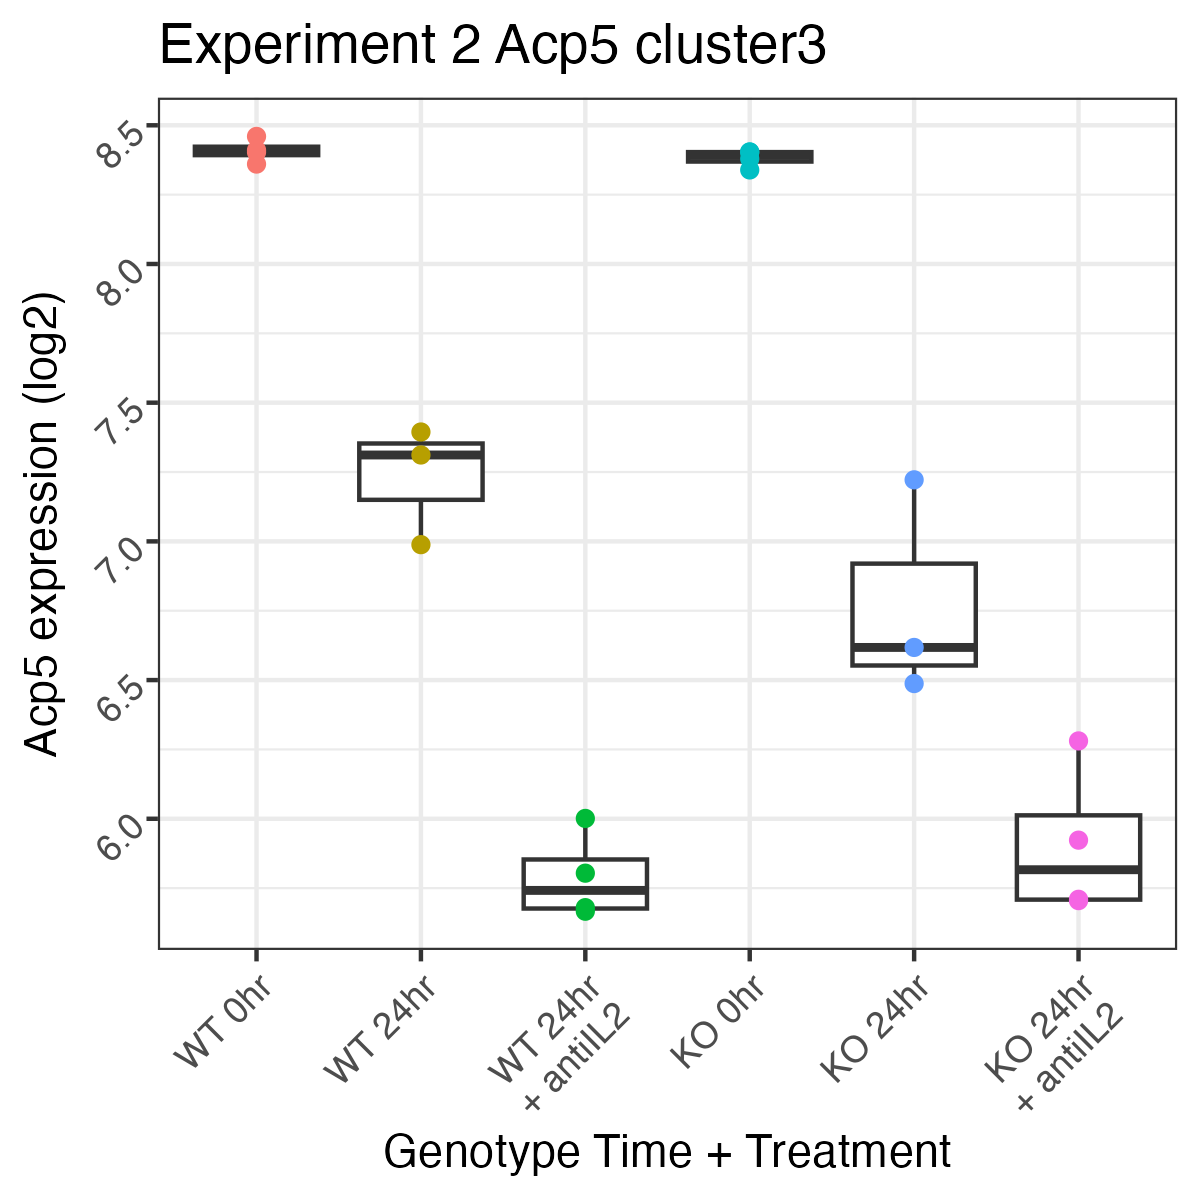 Experiment 2 Acp5 cluster3
Acp5 expression (log2)
8.5
8.0
7.5
7.0
6.5
6.0
WT 0hr
WT 24hr
WT 24hr
+ antiIL2
KO 0hr
KO 24hr
KO 24hr
+ antiIL2
Genotype Time + Treatment